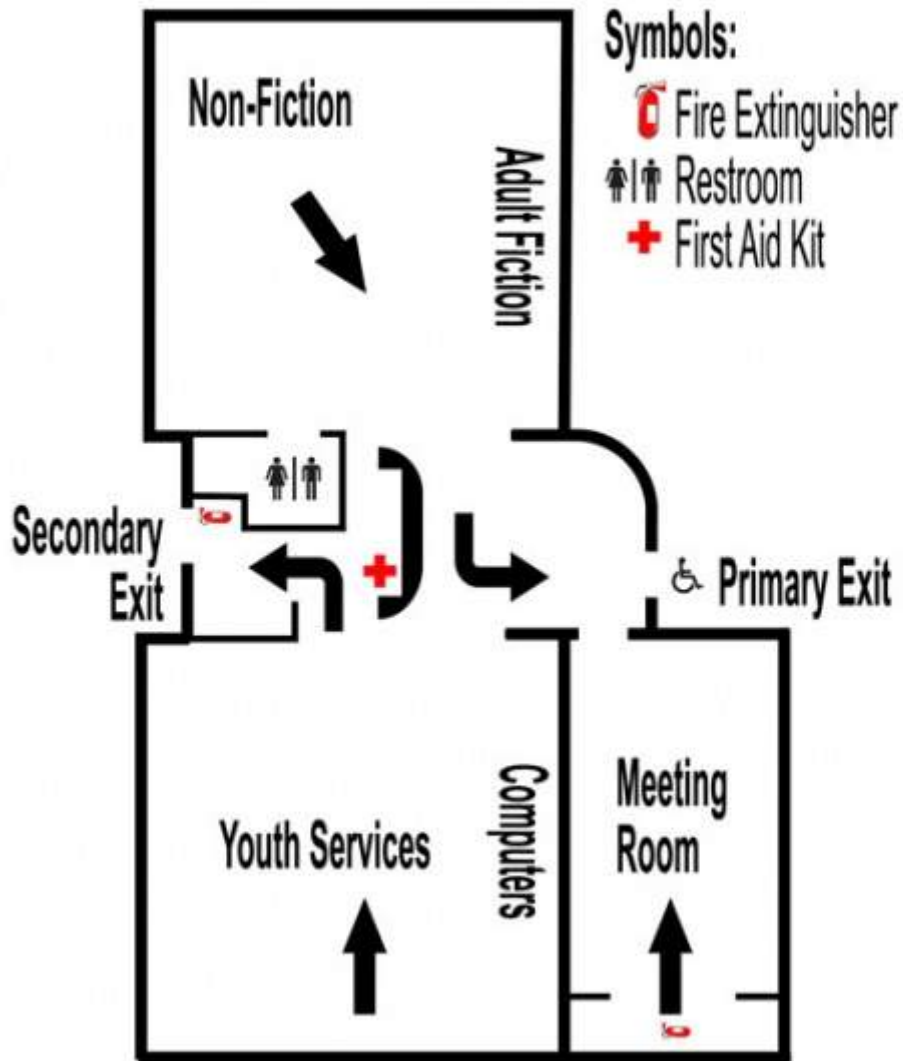 Symbols:
Fire Extinguisher
Restroom
First Aid Kit
Non-Fiction
Adult Fiction
Secondary
Exit
Primary Exit
Youth Services
Computers
Meeting
Room